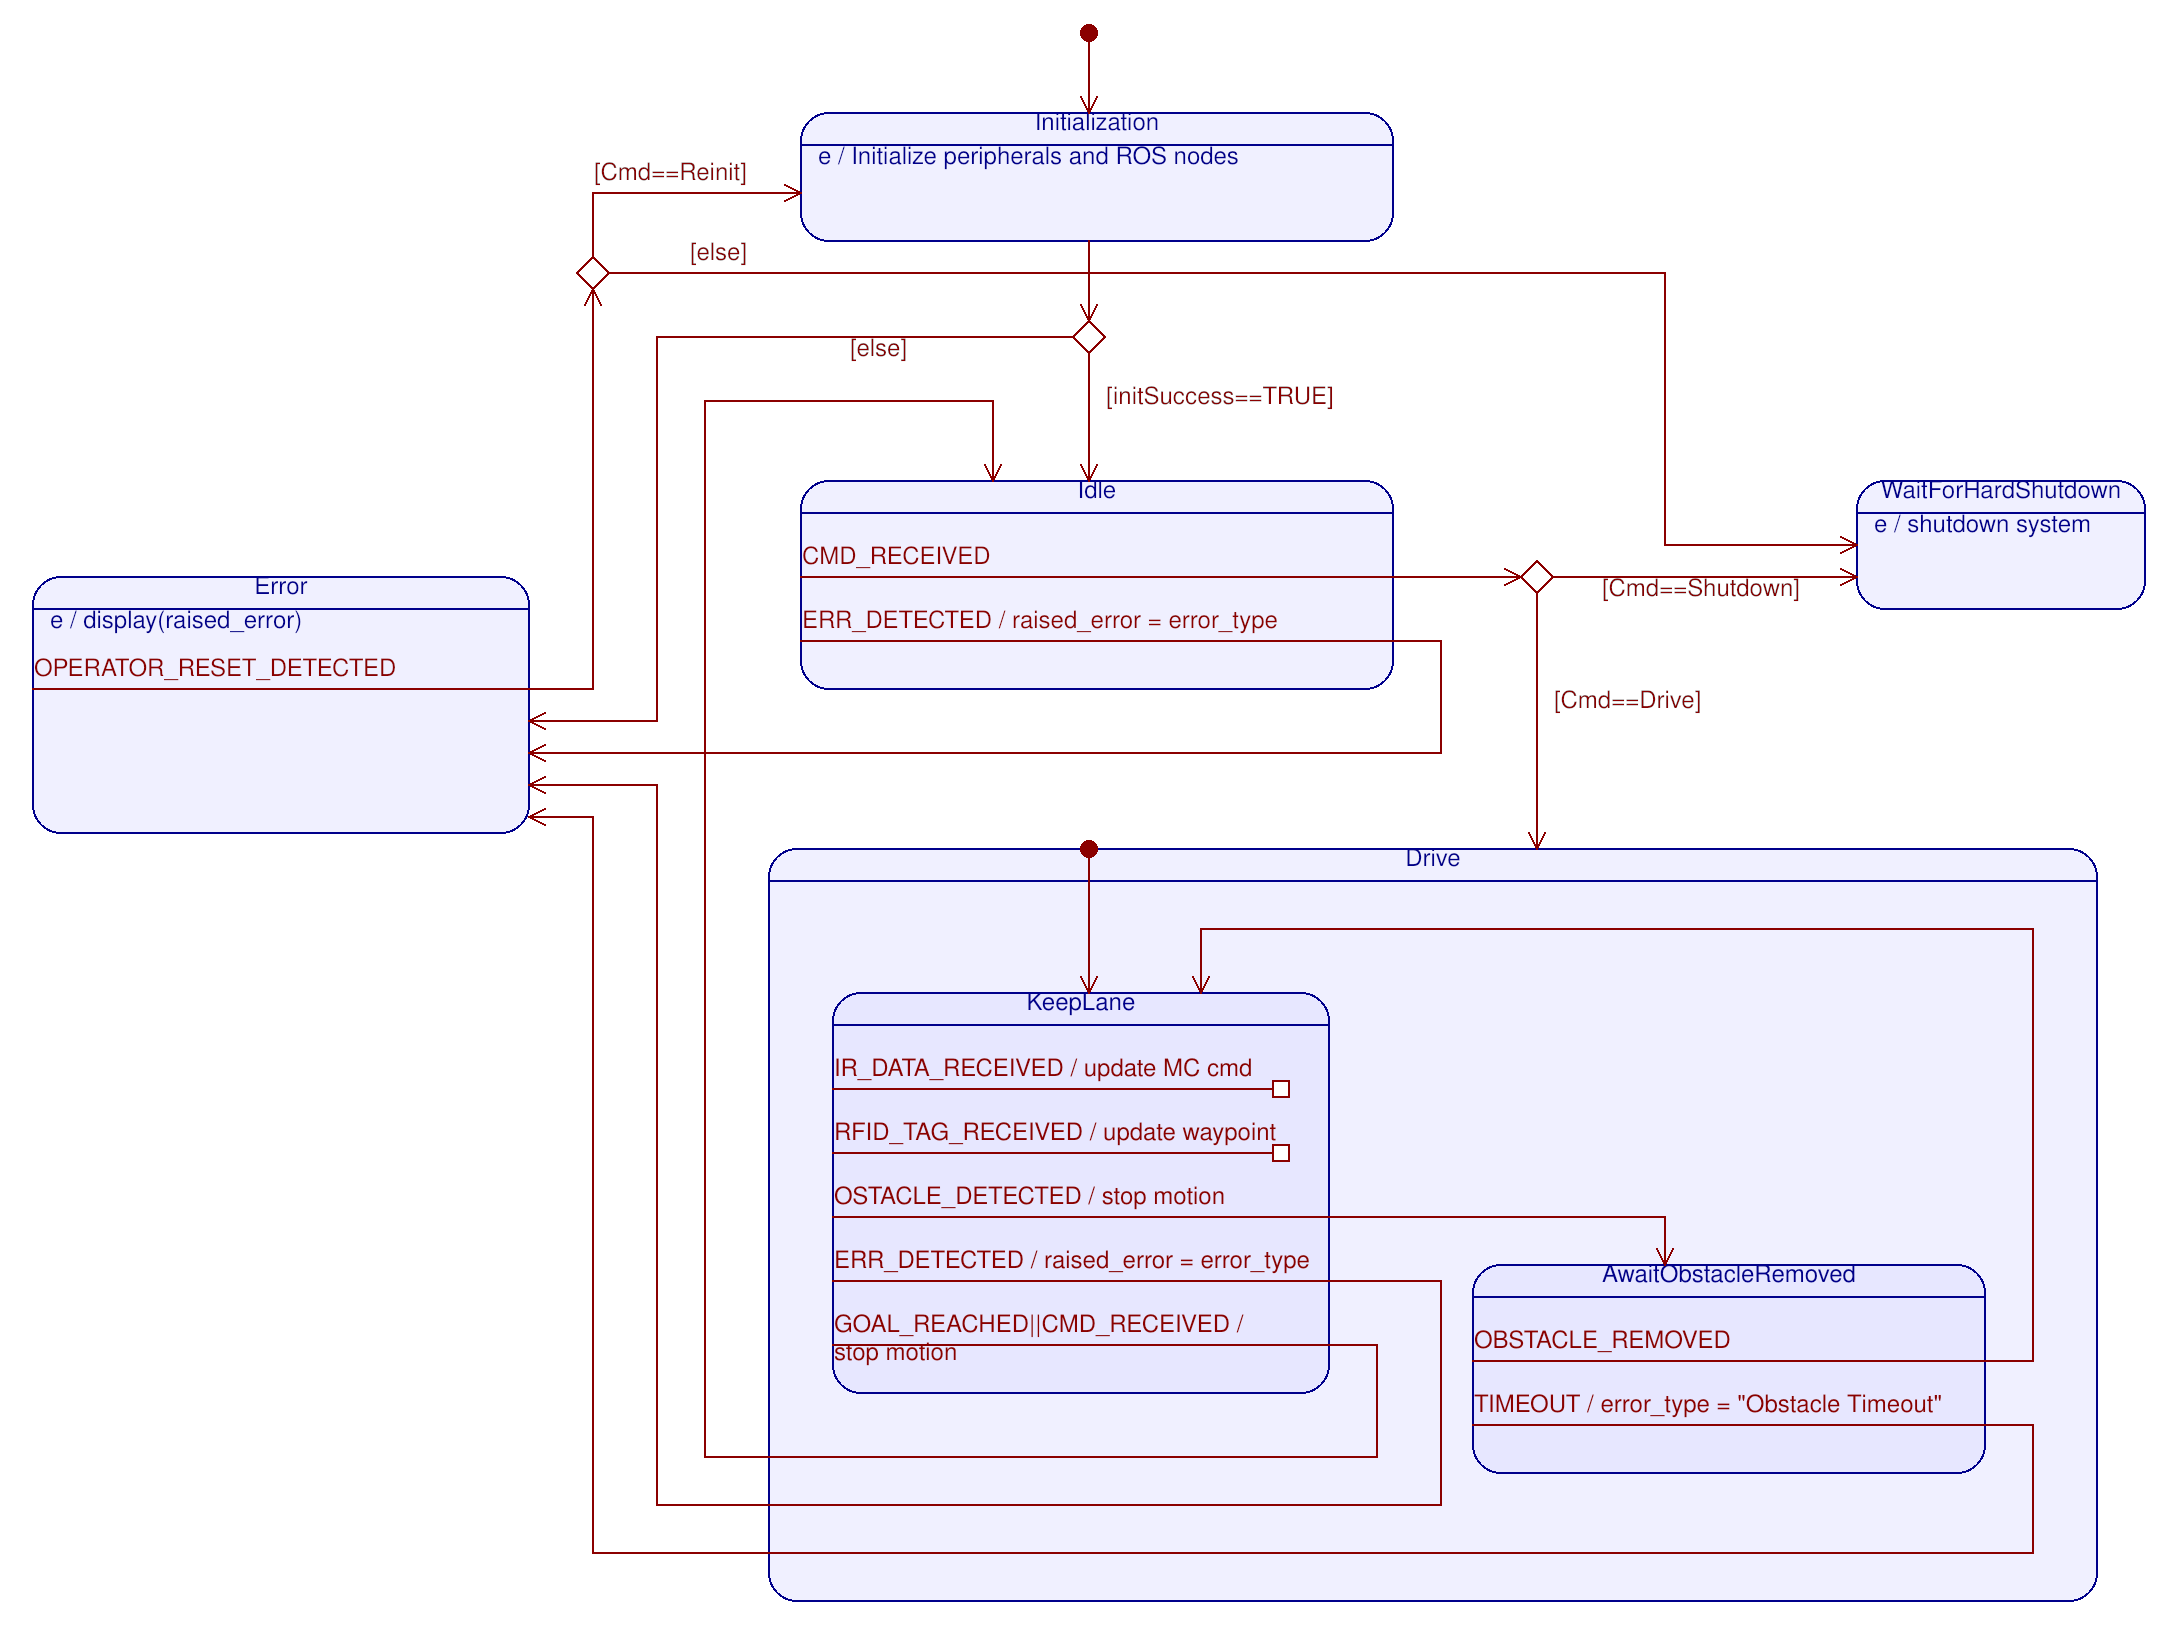 Initialization
e / Initialize peripherals and ROS nodes
[Cmd==Reinit]
[else]
[else]
[initSuccess==TRUE]
Idle
CMD_RECEIVED
ERR_DETECTED / raised_error = error_type
WaitForHardShutdown
e / shutdown system
[Cmd==Shutdown]
[Cmd==Drive]
Error
e / display(raised_error)
OPERATOR_RESET_DETECTED
Drive
KeepLane
IR_DATA_RECEIVED / update MC cmd
RFID_TAG_RECEIVED / update waypoint
OSTACLE_DETECTED / stop motion
ERR_DETECTED / raised_error = error_type
GOAL_REACHED||CMD_RECEIVED /
stop motion
AwaitObstacleRemoved
OBSTACLE_REMOVED
TIMEOUT / error_type = "Obstacle Timeout"